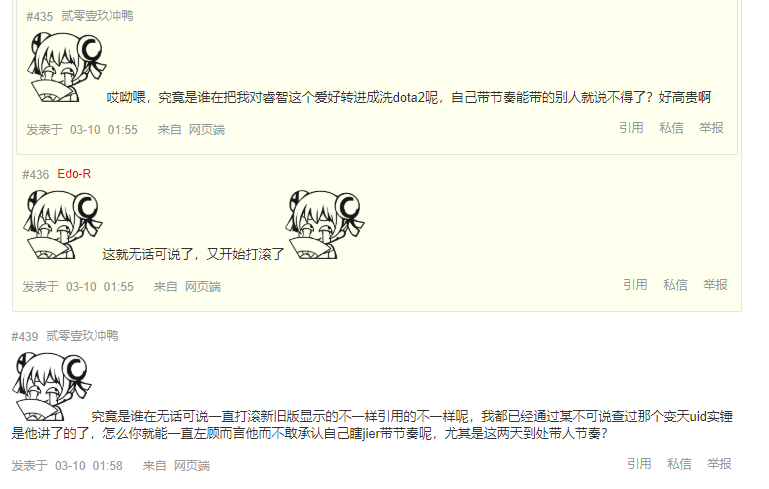 #435 贰零壹玖冲鸭
哎呦喂，究竟是谁在把我对睿智这个爱好转进成洗dota2呢，自己带节奏能带的别人就说不得了？好高贵啊
发表于 03-10 01:55 来自 网页端 引用 私信 举报
#436 Edo-R
这就无话可说了，又开始打滚了
发表于 03-10 01:55 来自 网页端 引用 私信 举报
#439 贰零壹玖冲鸭
究竟是谁在无话可说一直打滚新旧版显示的不一样引用的不一样呢，我都已经通过某不可说查过那个变天uid实锤
是他讲了的了，怎么你就能一直左顾而言他而不敢承认自己瞎jier带节奏呢，尤其是这两天到处带人节奏？
发表于 03-10 01:58 来自 网页端 引用 私信 举报